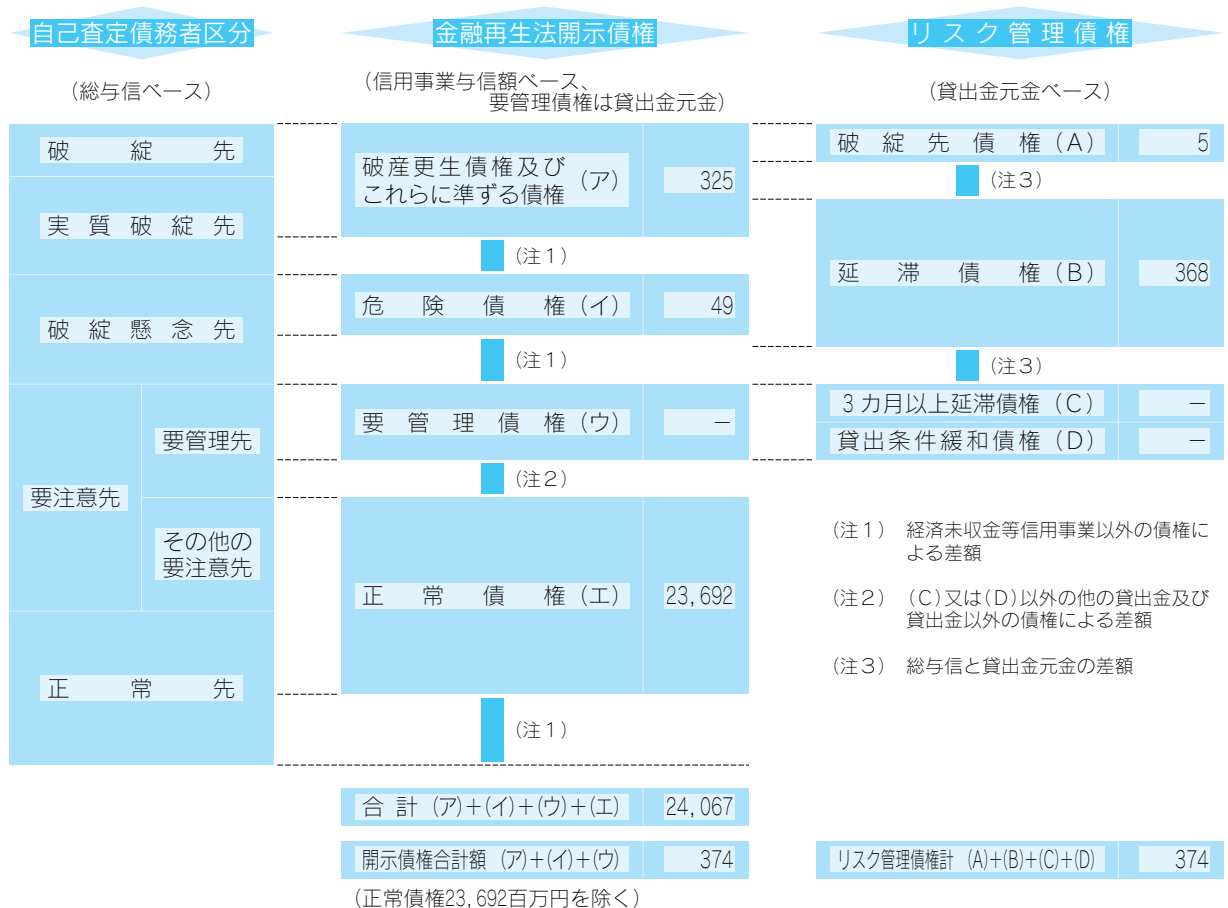 自己査定債務者区分
(総与信ベース)
破綻先
実質破綻先
破綻懸念先
要注意先
要管理先
その他の
要注意先
正常先
金融再生法開示債権
(信用事業与信額ベース、
要管理債権は貸出金元金)
破産更生債権及び
これらに準ずる債権
(ア)
325
(注1)
危険債権(イ) 49
(注1)
要管理債権(ウ) −
(注2)
正常債権(エ) 23,692
(注1)
合計 (ア)+(イ)+(ウ)+(エ) 24,067
開示債権合計額 (ア)+(イ)+(ウ) 374
(正常債権23,692百万円を除く)
リスク管理債権
(貸出金元金ベース)
破綻先債権(A) 5
(注3)
延滞債権(B) 368
(注3)
3カ月以上延滞債権(C) −
貸出条件緩和債権(D) −
(注1) 経済未収金等信用事業以外の債権に
よる差額
(注2) (C)又は(D)以外の他の貸出金及び
貸出金以外の債権による差額
(注3) 総与信と貸出金元金の差額
リスク管理債権計 (A)+(B)+(C)+(D) 374